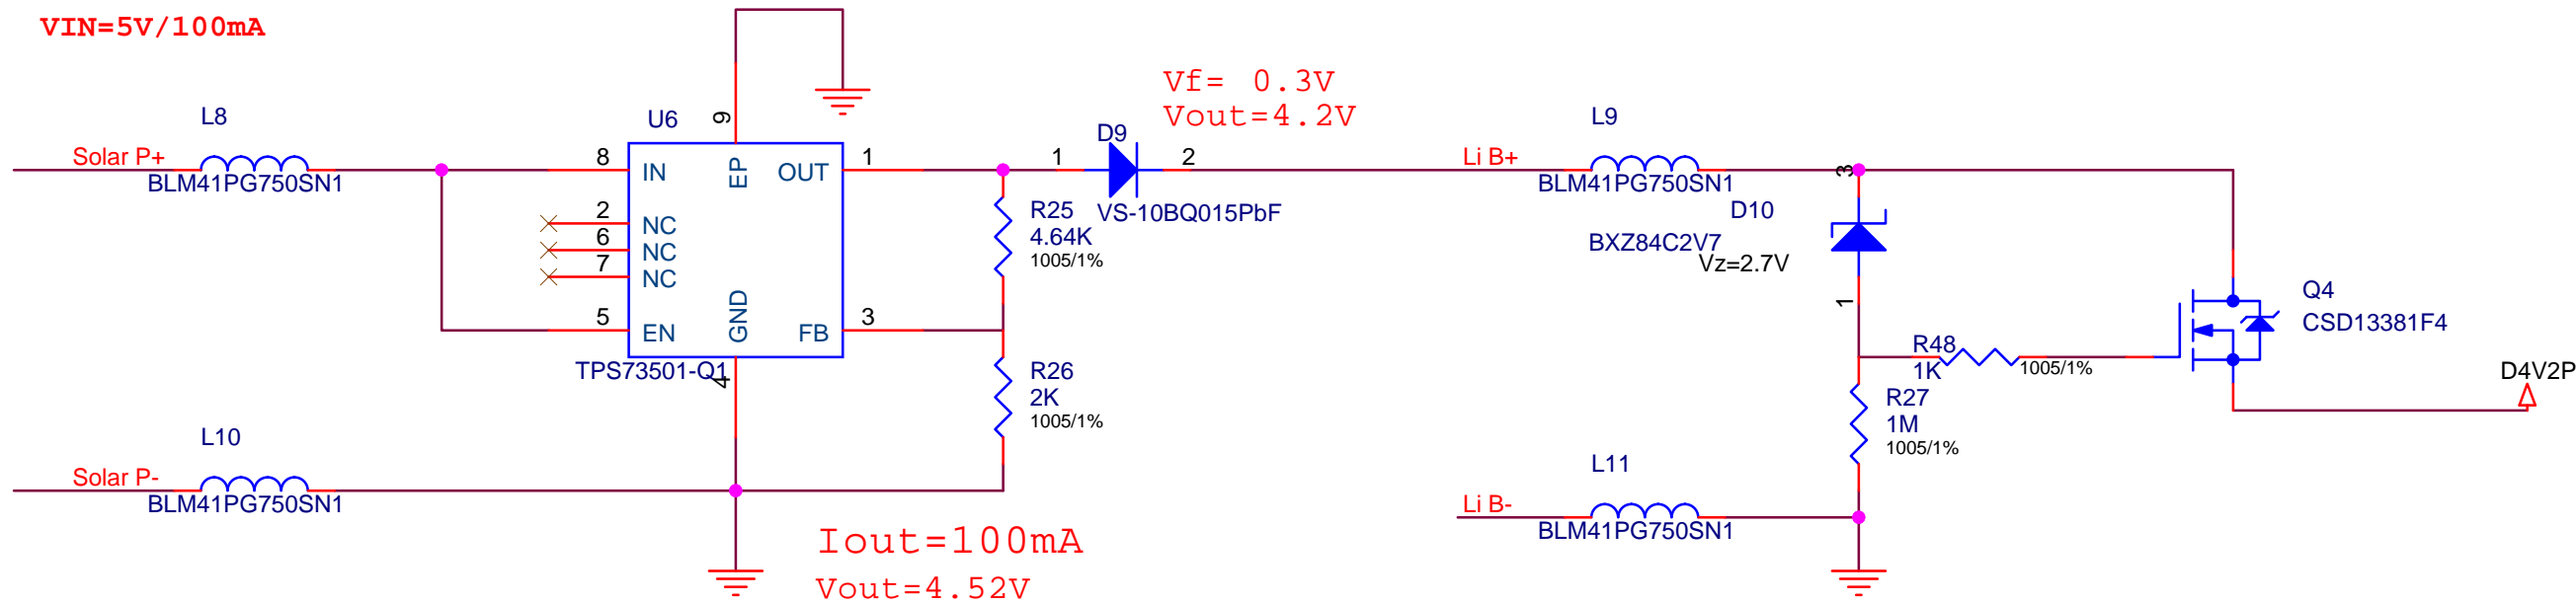 VIN=5V/100mA
Vf= 0.3V
Vout=4.2V
L8
Solar P+
BLM41PG750SN1
U6
9
8
IN
EP
OUT
1
2
NC
6
NC
7
NC
5
EN
GND
FB
3
TPS73501-Q1
4
D9
1
2
VS-10BQ015PbF
R25
4.64K
1005/1%
R26
2K
1005/1%
L10
Solar P-
BLM41PG750SN1
Iout=100mA
Vout=4.52V
L9
Li B+
BLM41PG750SN1
3
D10
BXZ84C2V7
Vz=2.7V
1
R48
1K
1005/1%
R27
1M
1005/1%
Q4
CSD13381F4
D4V2P
L11
Li B-
BLM41PG750SN1